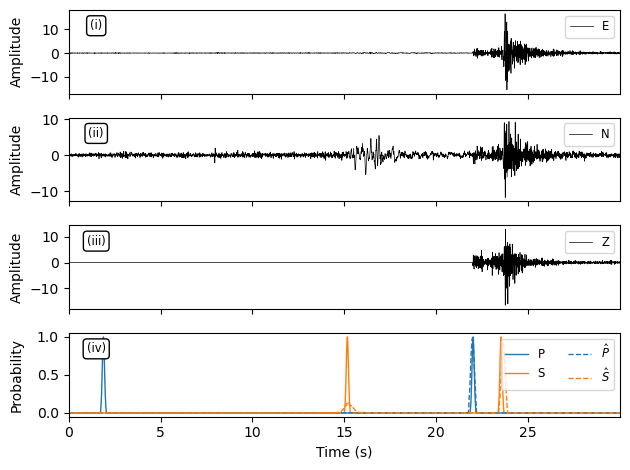 (i)
E
Amplitude
10
0
−10
(ii)
N
Amplitude
10
0
−10
(iii)
Z
Amplitude
10
0
−10
(iv)
P
S
P̂
Ŝ
Probability
1.0
0.5
0.0
0 5 10 15 20 25
Time (s)